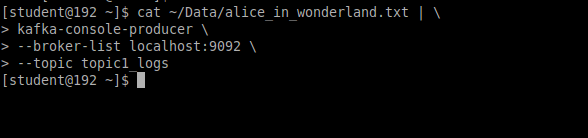 [student@192 ~]$ cat ~/Data/alice_in_wonderland.txt | \
> kafka-console-producer \
> --broker-list localhost:9092 \
> --topic topic1_logs
[student@192 ~]$